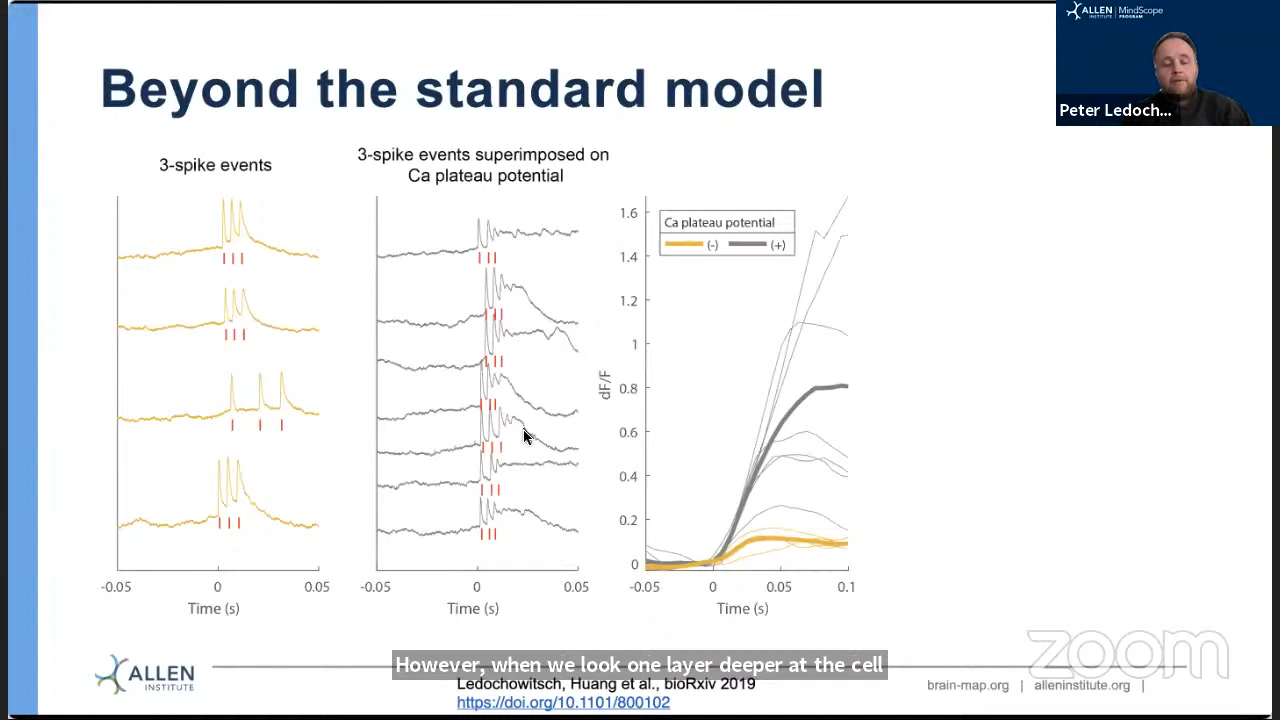 ALLEN
INSTITUTE
MindScope
PROGRAM
Peter Ledoch...
Beyond the standard model
3-spike events
3-spike events superimposed on
Ca plateau potential
Ca plateau potential
(-)
(+)
1.6
1.4
1.2
1
0.8
0.6
0.4
0.2
0
dF/F
-0.05
0
0.05
Time (s)
-0.05
0
0.05
Time (s)
-0.05
0
0.05
0.1
Time (s)
zoom
However, when we look one layer deeper at the cell
ALLEN
INSTITUTE
Ledochowitsch, Huang et al., bioRxiv 2019
https://doi.org/10.1101/800102
brain-map.org | alleninstitute.org |